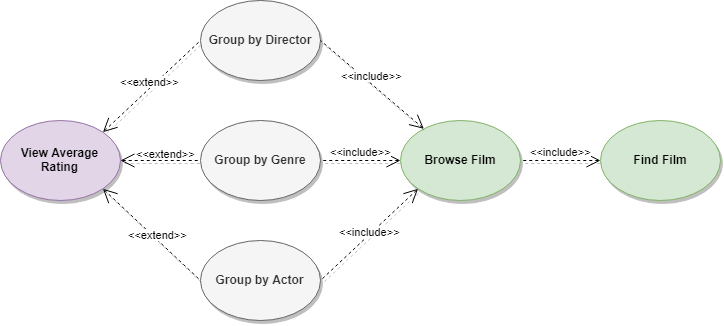 Group by Director
<<extend>>
<<include>>
View Average
Rating
<<extend>>
Group by Genre
<<include>>
Browse Film
<<include>>
Find Film
<<extend>>
<<include>>
Group by Actor